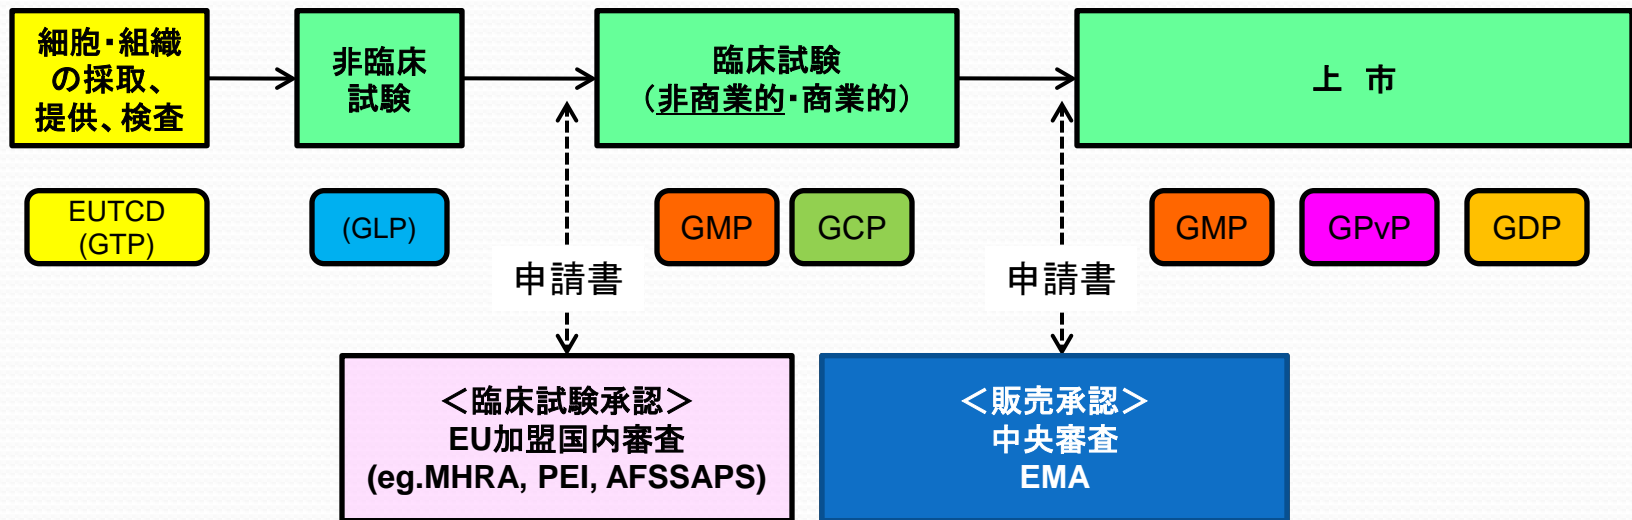 細胞・組織
の採取、
提供、検査
非臨床
試験
臨床試験
（非商業的・商業的）
上 市
EUTCD
(GTP)
(GLP)
GMP
GCP
GMP
GPvP
GDP
申請書
申請書
＜臨床試験承認＞
EU加盟国内審査
(eg.MHRA, PEI, AFSSAPS)
＜販売承認＞
中央審査
EMA